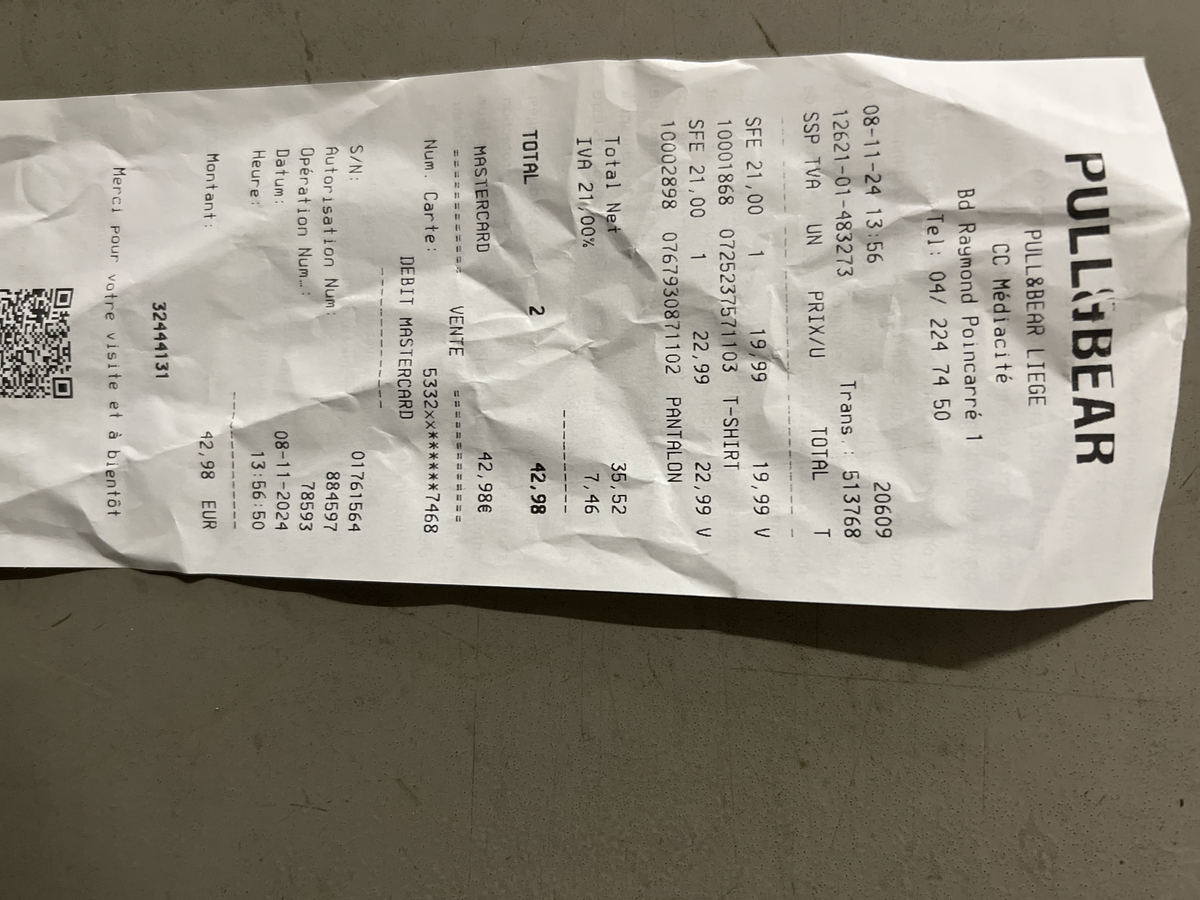 PULL&BEAR
PULL&BEAR LIEGE
CC Médiacité
Bd Raymond Poincarré 1
Tel: 04/ 224 74 50
20609
08-11-24 13:56 Trans.: 513768
12621-01-483273
SSP TVA UN PRIX/U TOTAL T
SFE 21,00 1 19,99 19,99 V
10001868 07252375711103 T-SHIRT
SFE 21,00 1 22,99 22,99 V
10002898 07679308711102 PANTALON
Total Net 35,52
IVA 21,00% 7,46
TOTAL 2 42,98
MASTERCARD 42,98€
========== VENTE ==========
Num. Carte: 5332xx******7468
DEBIT MASTERCARD
S/N: 01761564
Autorisation Num: 884597
Opération Num.: 78593
Datum: 08-11-2024
Heure: 13:56:50
Montant: 42,98 EUR
32444131
Merci pour votre visite et à bientôt